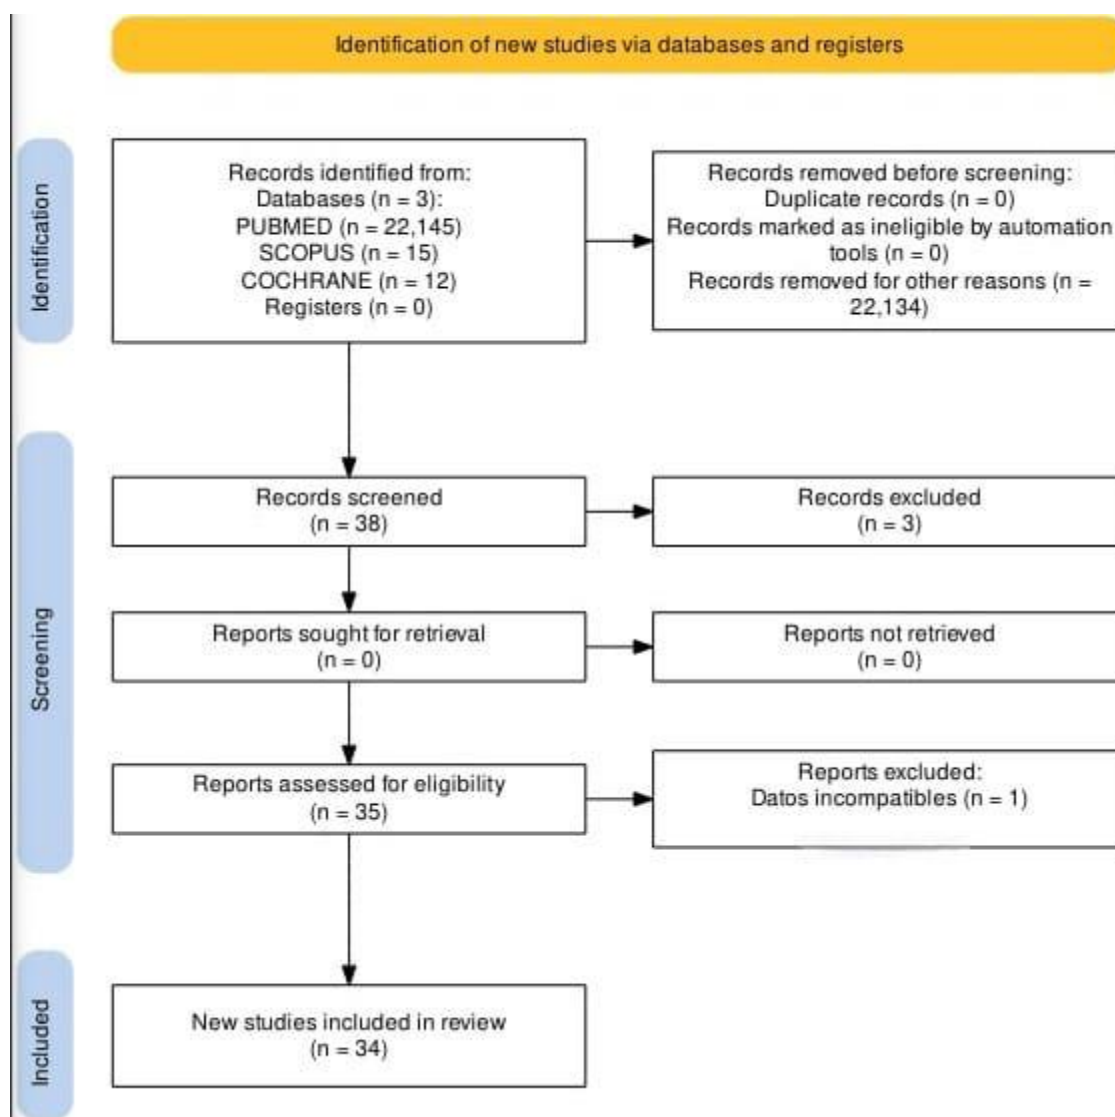 Identification of new studies via databases and registers
Identification
Records identified from:
Databases (n = 3):
PUBMED (n = 22,145)
SCOPUS (n = 15)
COCHRANE (n = 12)
Registers (n = 0)
Records removed before screening:
Duplicate records (n = 0)
Records marked as ineligible by automation
tools (n = 0)
Records removed for other reasons (n =
22,134)
Screening
Records screened
(n = 38)
Records excluded
(n = 3)
Reports sought for retrieval
(n = 0)
Reports not retrieved
(n = 0)
Reports assessed for eligibility
(n = 35)
Reports excluded:
Datos incompatibles (n = 1)
Included
New studies included in review
(n = 34)